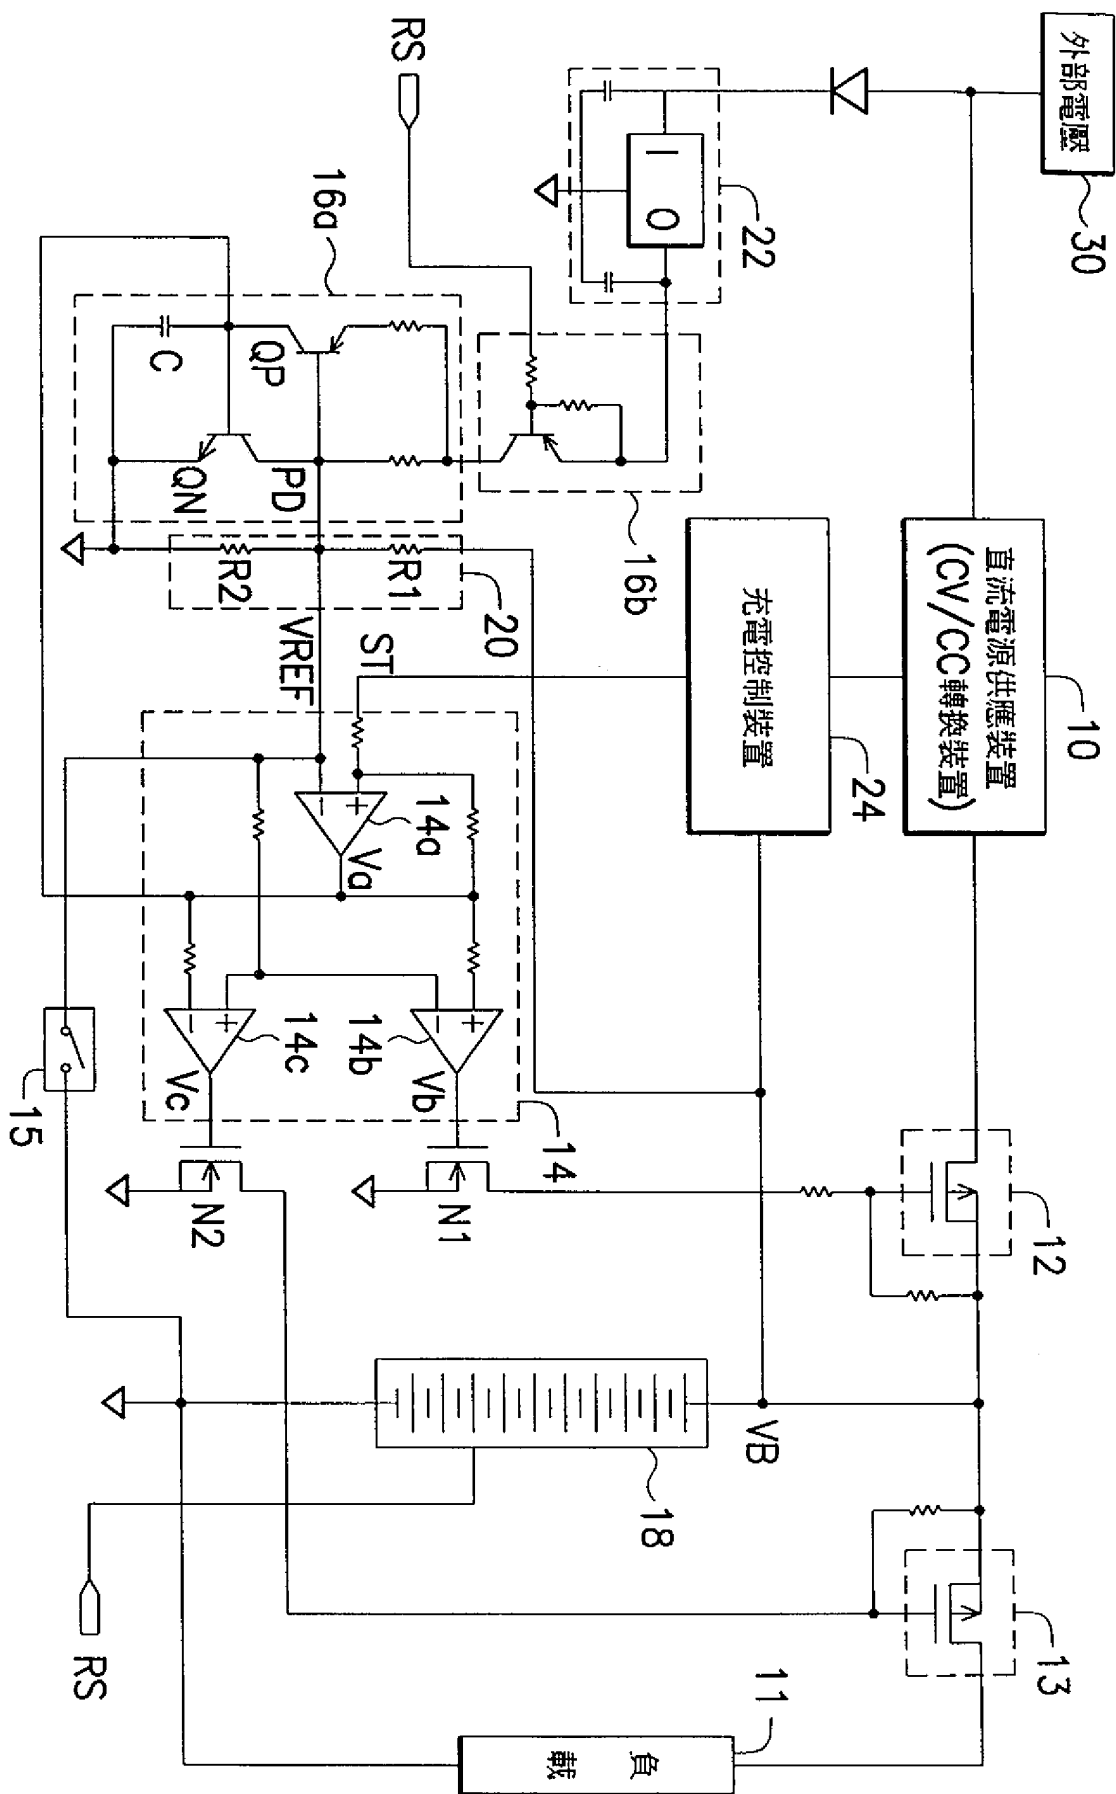 外部電壓
30
直流電源供應裝置
(CV/CC轉換裝置)
10
12
13
充電控制裝置
24
VB
18
11
負載
22
I O
RS
16b
16a
C
QP
QN
PD
R1
R2
20
VREF
ST
14a
Va
14b
Vb
14c
Vc
14
N1
N2
15
RS